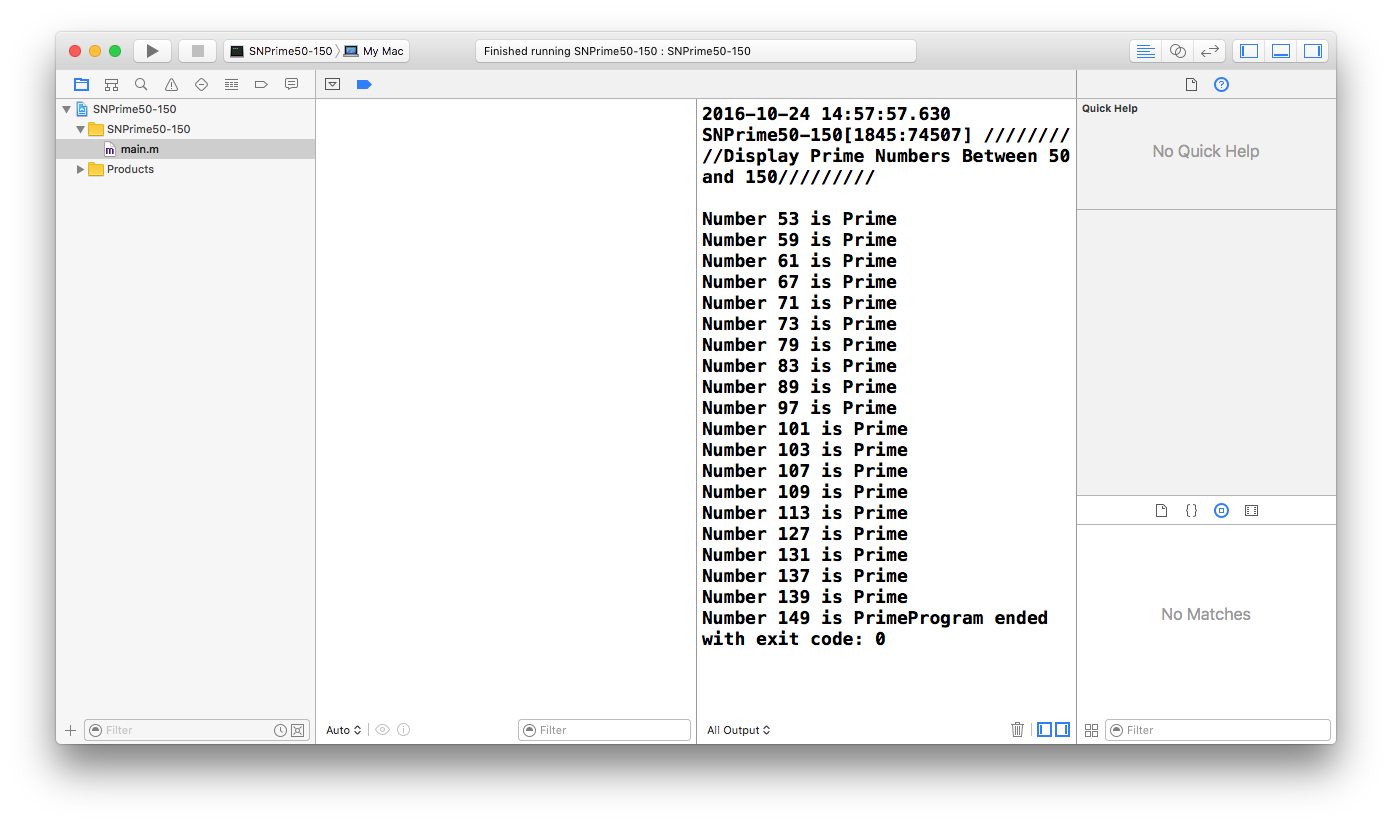 SNPrime50-150 My Mac
Finished running SNPrime50-150 : SNPrime50-150
SNPrime50-150
SNPrime50-150
main.m
Products
Filter
Auto
Filter
2016-10-24 14:57:57.630
SNPrime50-150[1845:74507] ////////
//Display Prime Numbers Between 50
and 150/////////
Number 53 is Prime
Number 59 is Prime
Number 61 is Prime
Number 67 is Prime
Number 71 is Prime
Number 73 is Prime
Number 79 is Prime
Number 83 is Prime
Number 89 is Prime
Number 97 is Prime
Number 101 is Prime
Number 103 is Prime
Number 107 is Prime
Number 109 is Prime
Number 113 is Prime
Number 127 is Prime
Number 131 is Prime
Number 137 is Prime
Number 139 is Prime
Number 149 is PrimeProgram ended
with exit code: 0
All Output
Quick Help
No Quick Help
No Matches
Filter